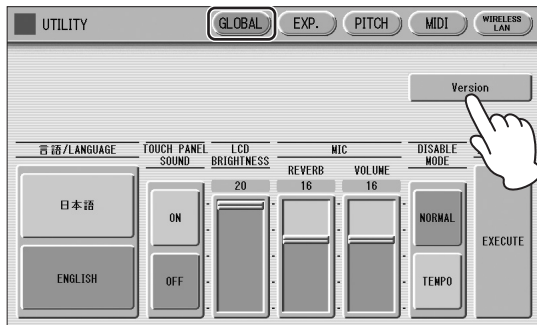 UTILITY
GLOBAL
EXP.
PITCH
MIDI
WIRELESS
LAN
Version
言語/LANGUAGE
TOUCH PANEL
SOUND
LCD
BRIGHTNESS
MIC
DISABLE
MODE
REVERB
VOLUME
20
16
16
日本語
ENGLISH
ON
OFF
NORMAL
TEMPO
EXECUTE